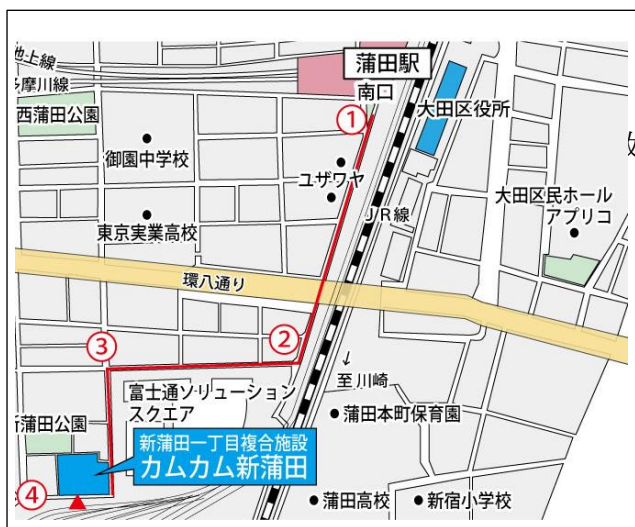 蒲田駅
南口
池上線
多摩川線
①
大田区役所
西蒲田公園
御園中学校
ユザワヤ
大田区民ホール
アプリコ
東京実業高校
JR線
環八通り
②
③
↓
至川崎
富士通ソリューション
スクエア
蒲田本町保育園
新蒲田公園
新蒲田一丁目複合施設
カムカム新蒲田
④
蒲田高校
新宿小学校